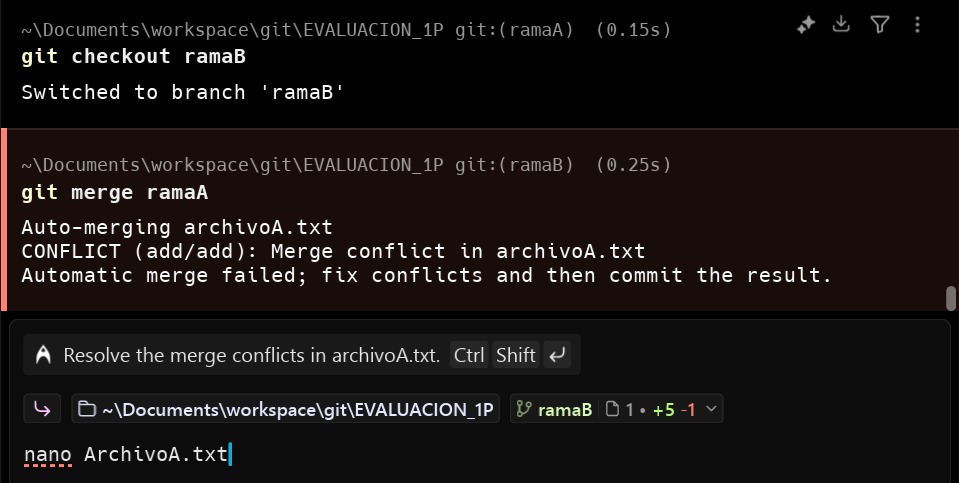 ~\Documents\workspace\git\EVALUACION_1P git:(ramaA) (0.15s)
git checkout ramaB
Switched to branch 'ramaB'
~\Documents\workspace\git\EVALUACION_1P git:(ramaB) (0.25s)
git merge ramaA
Auto-merging archivoA.txt
CONFLICT (add/add): Merge conflict in archivoA.txt
Automatic merge failed; fix conflicts and then commit the result.
Resolve the merge conflicts in archivoA.txt. Ctrl Shift
~\Documents\workspace\git\EVALUACION_1P ramaB 1 • +5 -1
nano ArchivoA.txt